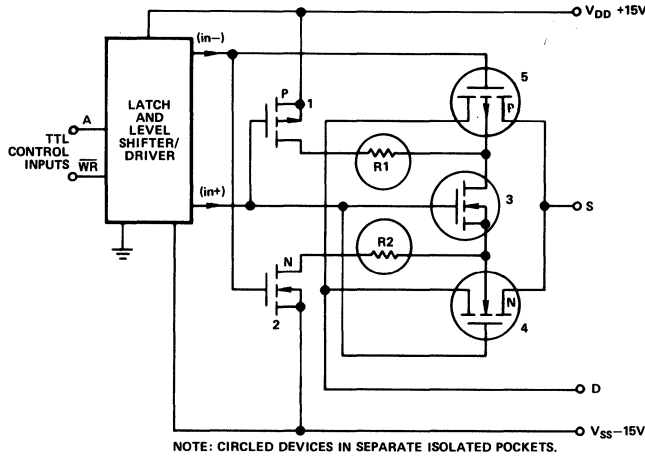 V_DD +15V
(in–)
5
P
LATCH
AND
LEVEL
SHIFTER/
DRIVER
P
1
A
TTL
CONTROL
INPUTS
W̅R̅
R1
3
S
(in+)
R2
N
2
N
4
D
V_SS–15V
NOTE: CIRCLED DEVICES IN SEPARATE ISOLATED POCKETS.